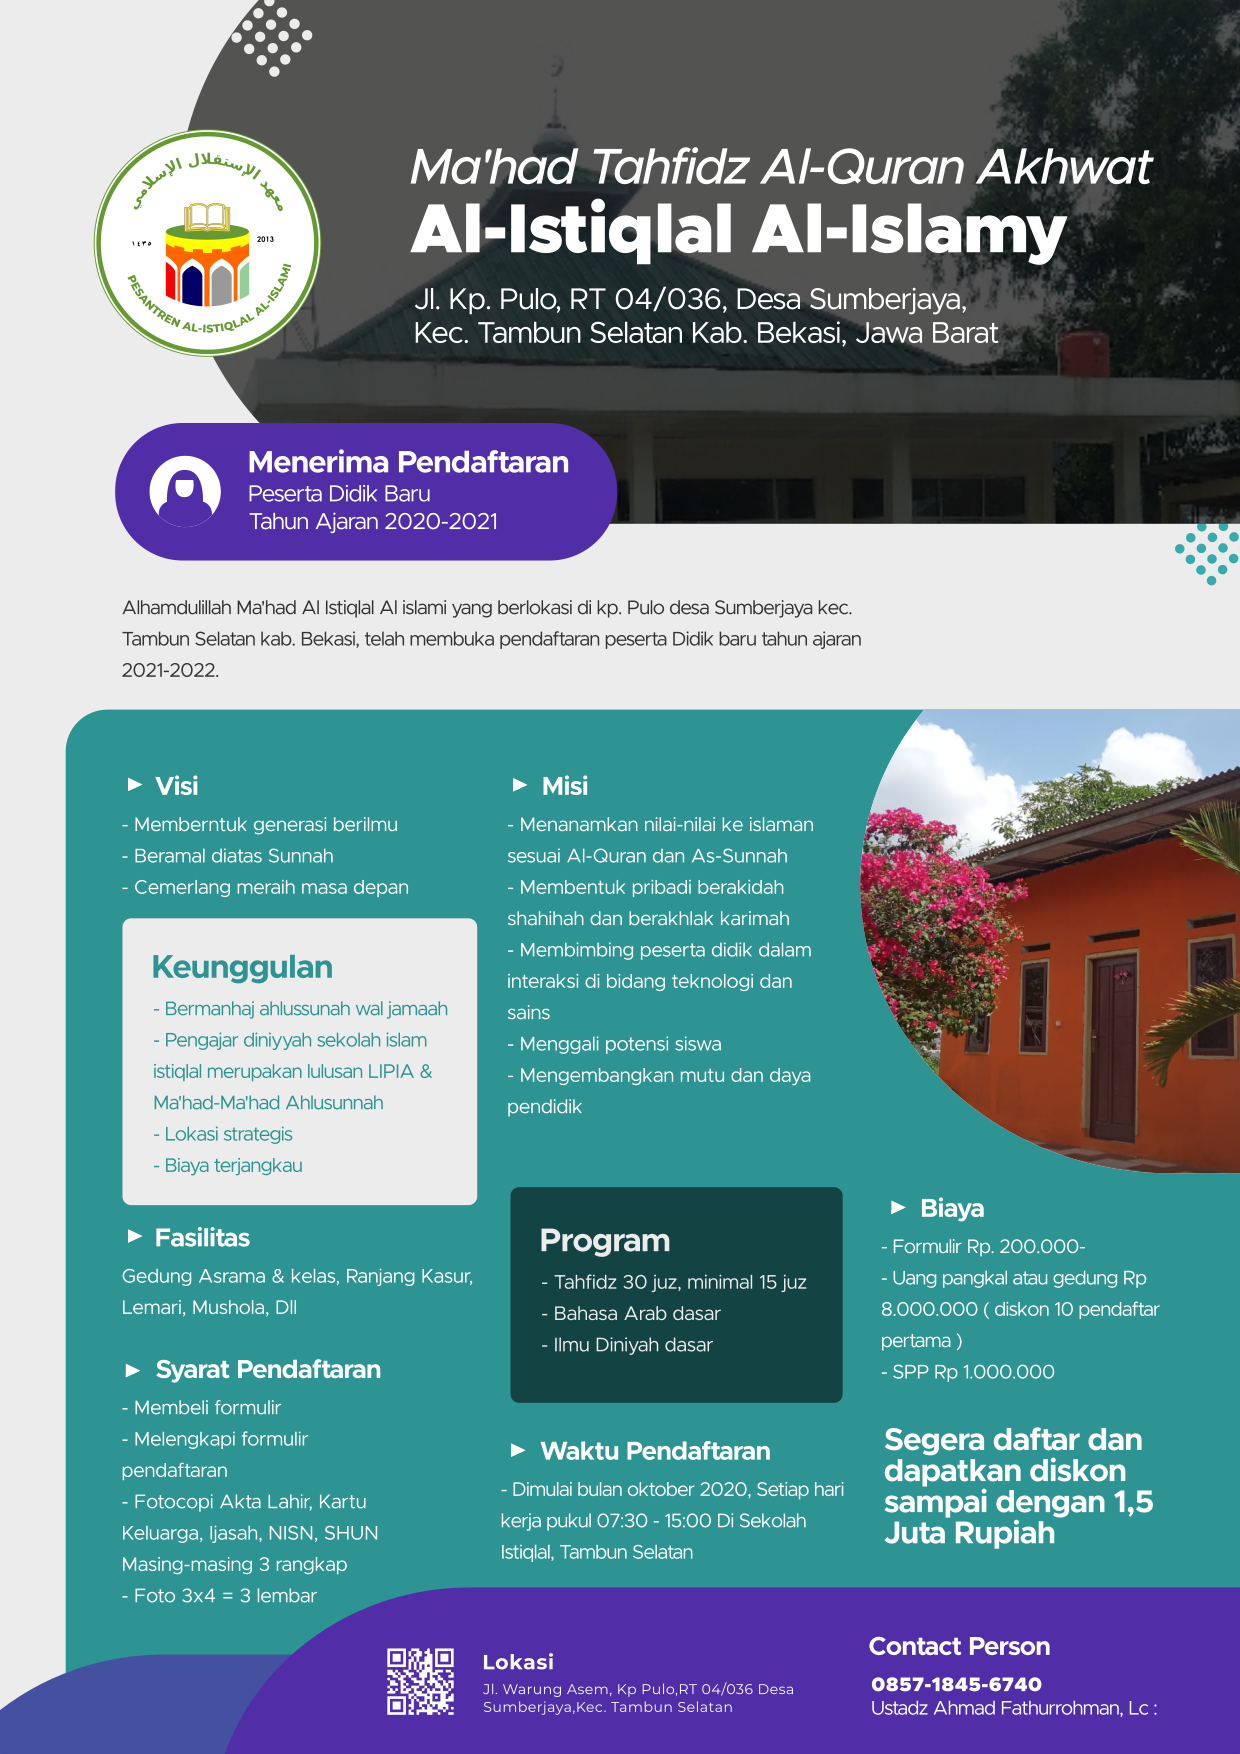 معهد الإستقلال الإسلامي
١٤٣٥
2013
PESANTREN AL-ISTIQLAL AL-ISLAMI
Ma'had Tahfidz Al-Quran Akhwat
Al-Istiqlal Al-Islamy
Jl. Kp. Pulo, RT 04/036, Desa Sumberjaya,
Kec. Tambun Selatan Kab. Bekasi, Jawa Barat
Menerima Pendaftaran
Peserta Didik Baru
Tahun Ajaran 2020-2021
Alhamdulillah Ma'had Al Istiqlal Al islami yang berlokasi di kp. Pulo desa Sumberjaya kec.
Tambun Selatan kab. Bekasi, telah membuka pendaftaran peserta Didik baru tahun ajaran
2021-2022.
Visi
- Memberntuk generasi berilmu
- Beramal diatas Sunnah
- Cemerlang meraih masa depan
Keunggulan
- Bermanhaj ahlussunah wal jamaah
- Pengajar diniyyah sekolah islam
istiqlal merupakan lulusan LIPIA &
Ma'had-Ma'had Ahlusunnah
- Lokasi strategis
- Biaya terjangkau
Fasilitas
Gedung Asrama & kelas, Ranjang Kasur,
Lemari, Mushola, Dll
Syarat Pendaftaran
- Membeli formulir
- Melengkapi formulir
pendaftaran
- Fotocopi Akta Lahir, Kartu
Keluarga, Ijasah, NISN, SHUN
Masing-masing 3 rangkap
- Foto 3x4 = 3 lembar
Misi
- Menanamkan nilai-nilai ke islaman
sesuai Al-Quran dan As-Sunnah
- Membentuk pribadi berakidah
shahihah dan berakhlak karimah
- Membimbing peserta didik dalam
interaksi di bidang teknologi dan
sains
- Menggali potensi siswa
- Mengembangkan mutu dan daya
pendidik
Program
- Tahfidz 30 juz, minimal 15 juz
- Bahasa Arab dasar
- Ilmu Diniyah dasar
Waktu Pendaftaran
- Dimulai bulan oktober 2020, Setiap hari
kerja pukul 07:30 - 15:00 Di Sekolah
Istiqlal, Tambun Selatan
Biaya
- Formulir Rp. 200.000-
- Uang pangkal atau gedung Rp
8.000.000 ( diskon 10 pendaftar
pertama )
- SPP Rp 1.000.000
Segera daftar dan
dapatkan diskon
sampai dengan 1,5
Juta Rupiah
Lokasi
Jl. Warung Asem, Kp Pulo,RT 04/036 Desa
Sumberjaya,Kec. Tambun Selatan
Contact Person
0857-1845-6740
Ustadz Ahmad Fathurrohman, Lc :